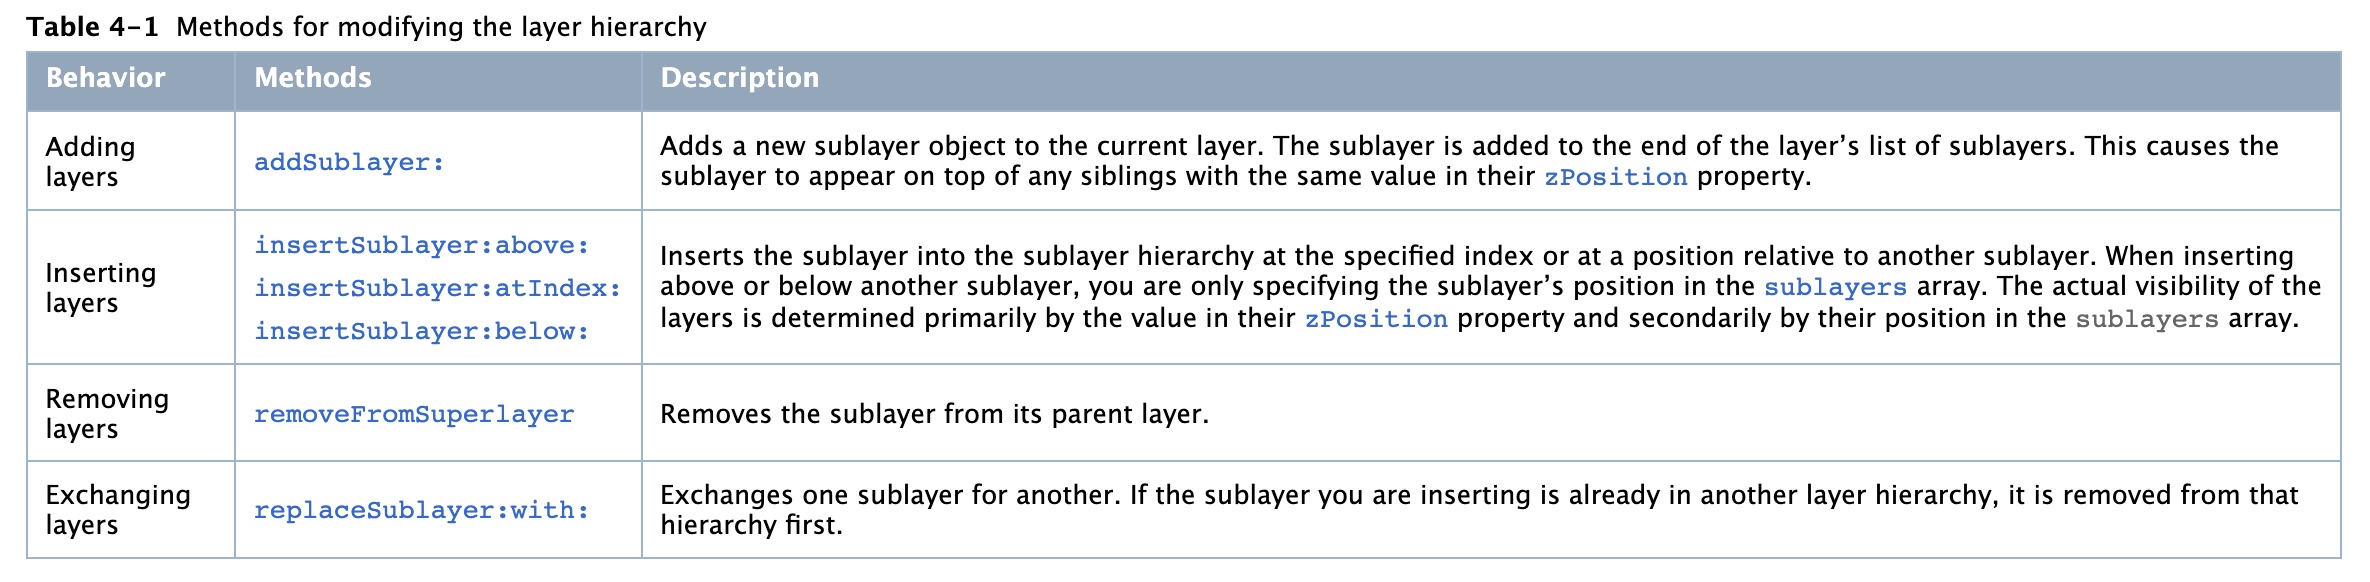 Table 4-1 Methods for modifying the layer hierarchy
Behavior Methods Description
Adding
layers
addSublayer:
Adds a new sublayer object to the current layer. The sublayer is added to the end of the layer’s list of sublayers. This causes the
sublayer to appear on top of any siblings with the same value in their zPosition property.
Inserting
layers
insertSublayer:above:
insertSublayer:atIndex:
insertSublayer:below:
Inserts the sublayer into the sublayer hierarchy at the specified index or at a position relative to another sublayer. When inserting
above or below another sublayer, you are only specifying the sublayer’s position in the sublayers array. The actual visibility of the
layers is determined primarily by the value in their zPosition property and secondarily by their position in the sublayers array.
Removing
layers
removeFromSuperlayer
Removes the sublayer from its parent layer.
Exchanging
layers
replaceSublayer:with:
Exchanges one sublayer for another. If the sublayer you are inserting is already in another layer hierarchy, it is removed from that
hierarchy first.